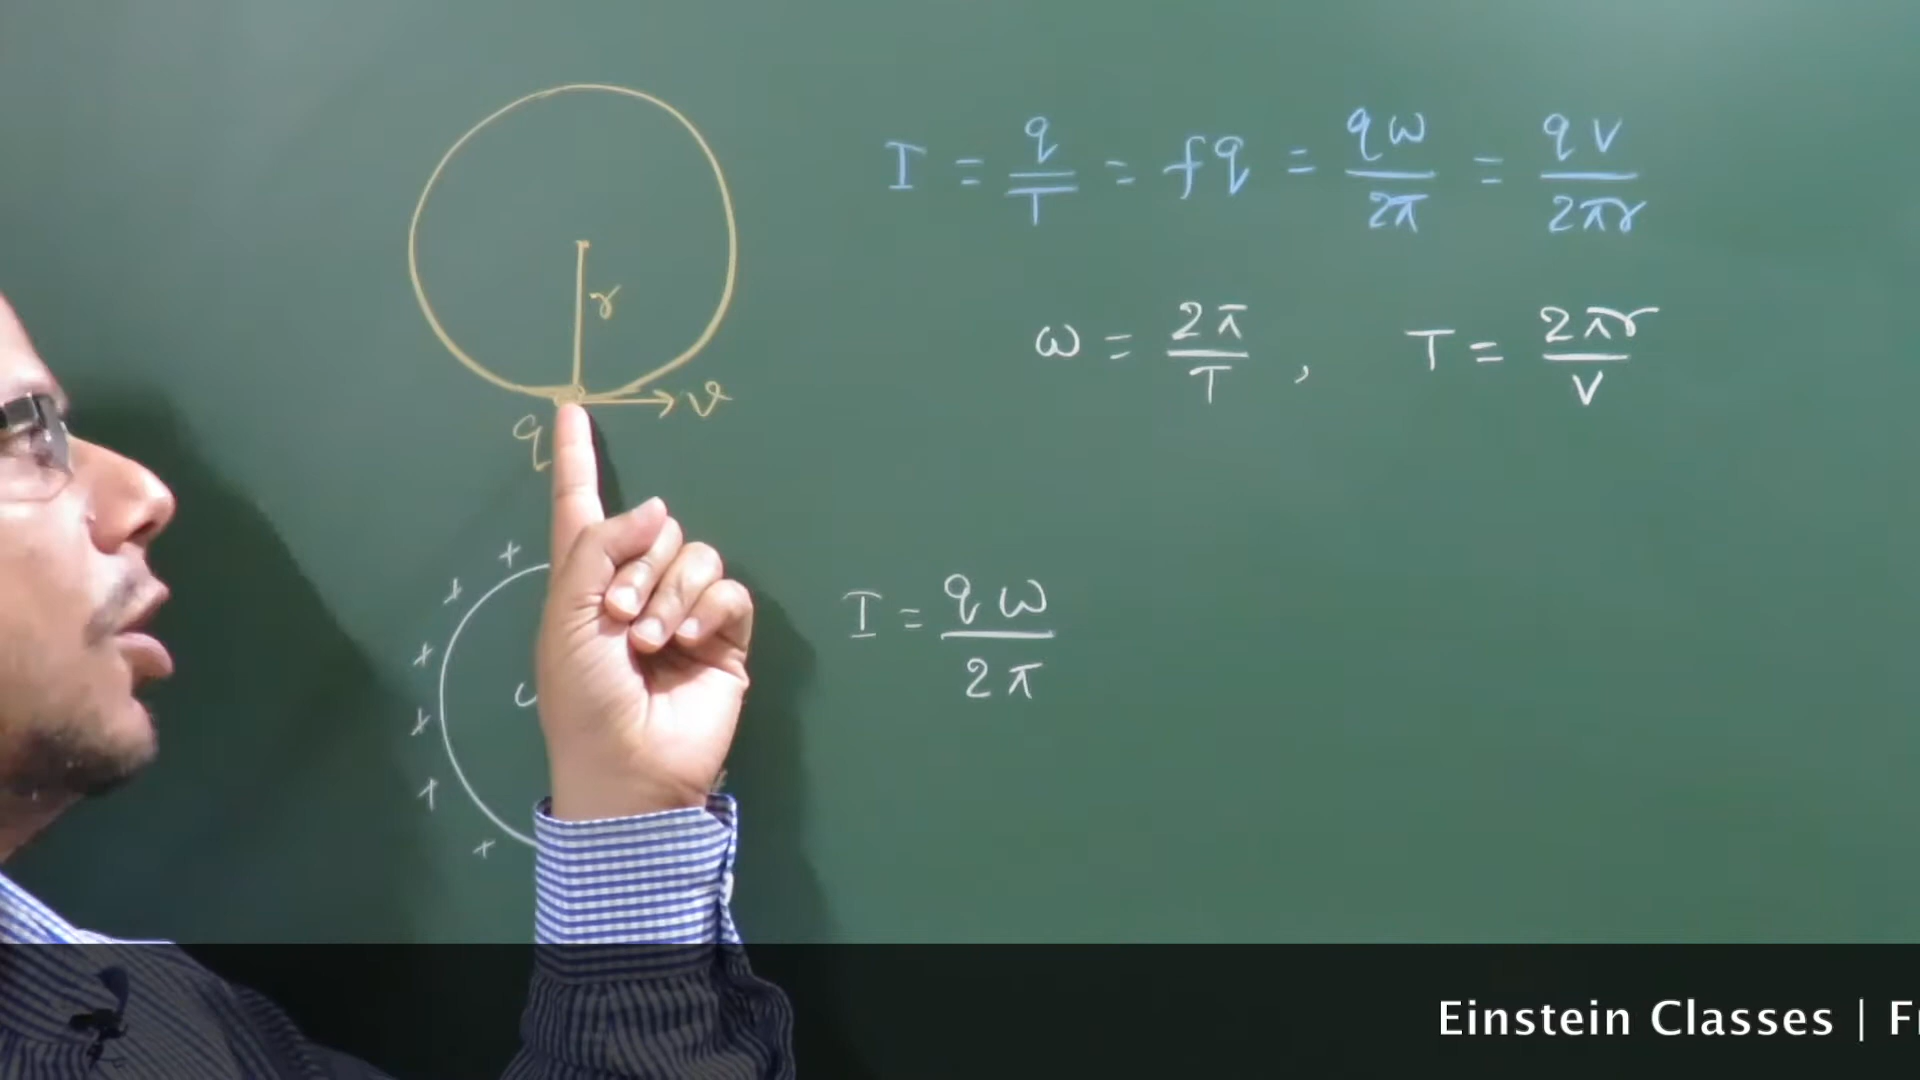 I = q/T = fq = qω/2π = qv/2πr
r
ω = 2π/T , T = 2πr/v
v
q
+
+
I = qω/2π
+
+
+
+
Einstein Classes |